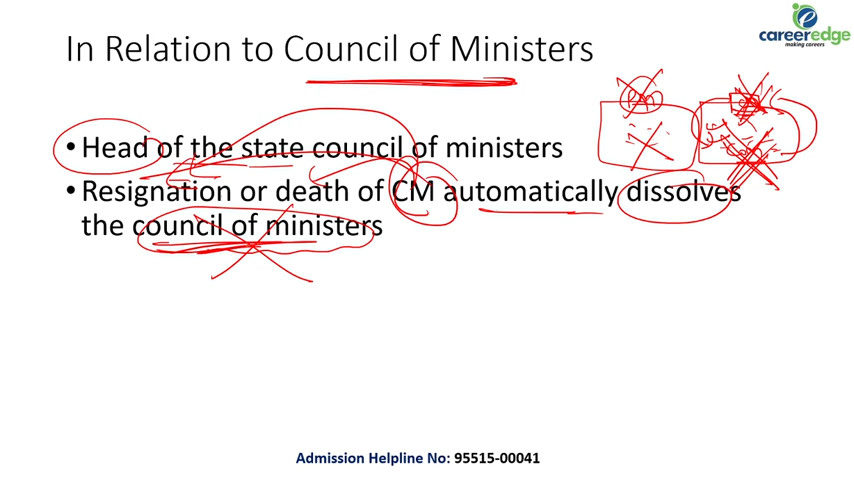 In Relation to Council of Ministers
careeredge
making careers
• Head of the state council of ministers
• Resignation or death of CM automatically dissolves
the council of ministers
Admission Helpline No: 95515-00041